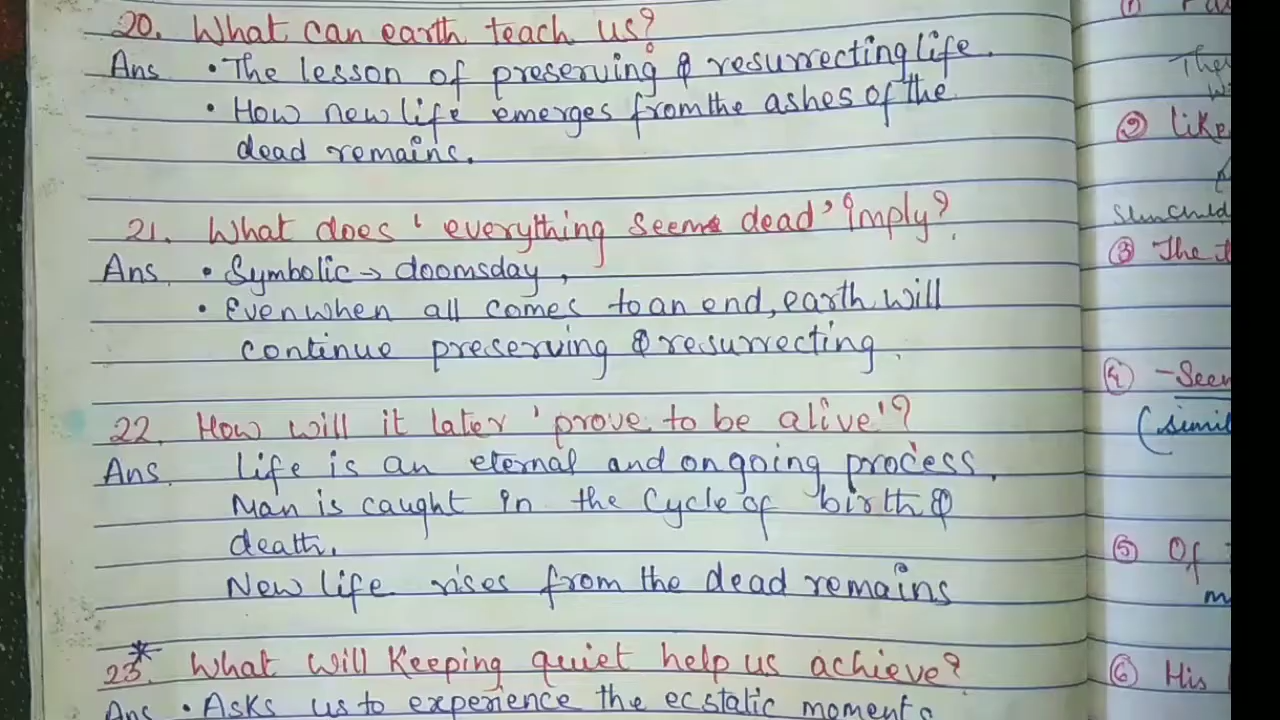 20. What can earth teach us?
Ans • The lesson of preserving & resurrecting life.
• How new life emerges from the ashes of the
dead remains.
21. What does 'everything seems dead' imply?
Ans • Symbolic → doomsday,
• Even when all comes to an end, earth will
continue preserving & resurrecting.
22. How will it later 'prove to be alive'?
Ans. Life is an eternal and ongoing process.
Man is caught in the cycle of birth &
death.
New life rises from the dead remains
*
23. What will keeping quiet help us achieve?
Ans • Asks us to experience the ecstatic moments
①
② like
③ The
④ -Seem
(simil
⑤ Of
⑥ His